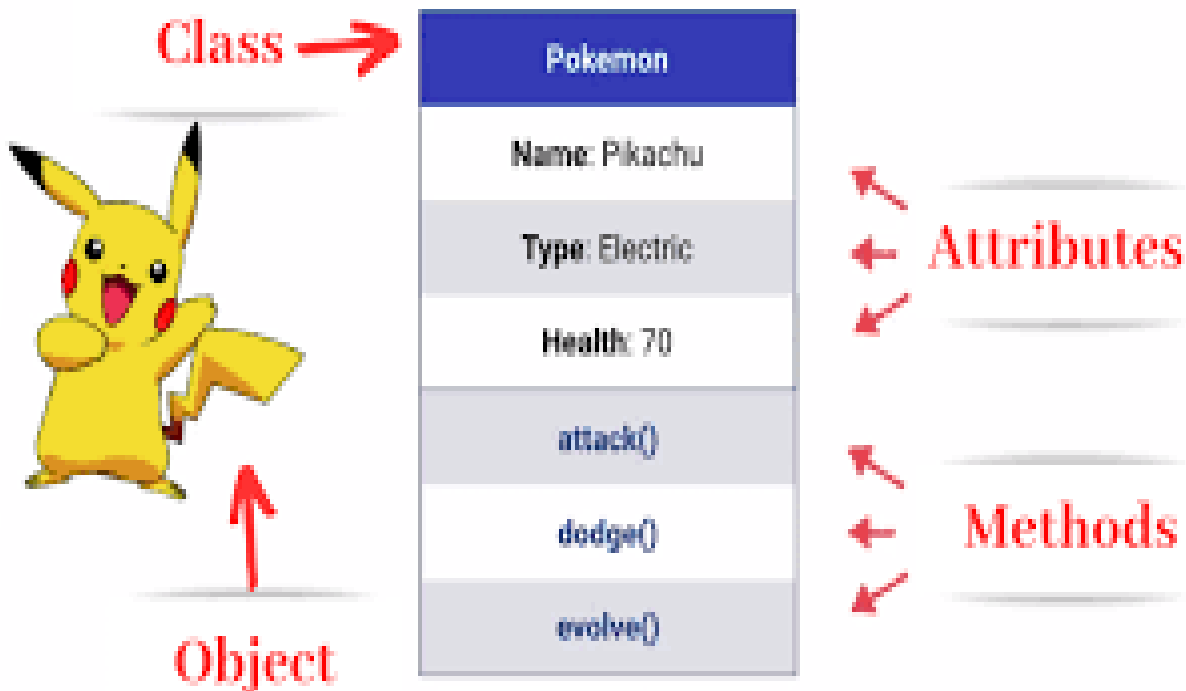 Class
Pokemon
Name: Pikachu
Type: Electric
Attributes
Health: 70
attack()
dodge()
Methods
evolve()
Object